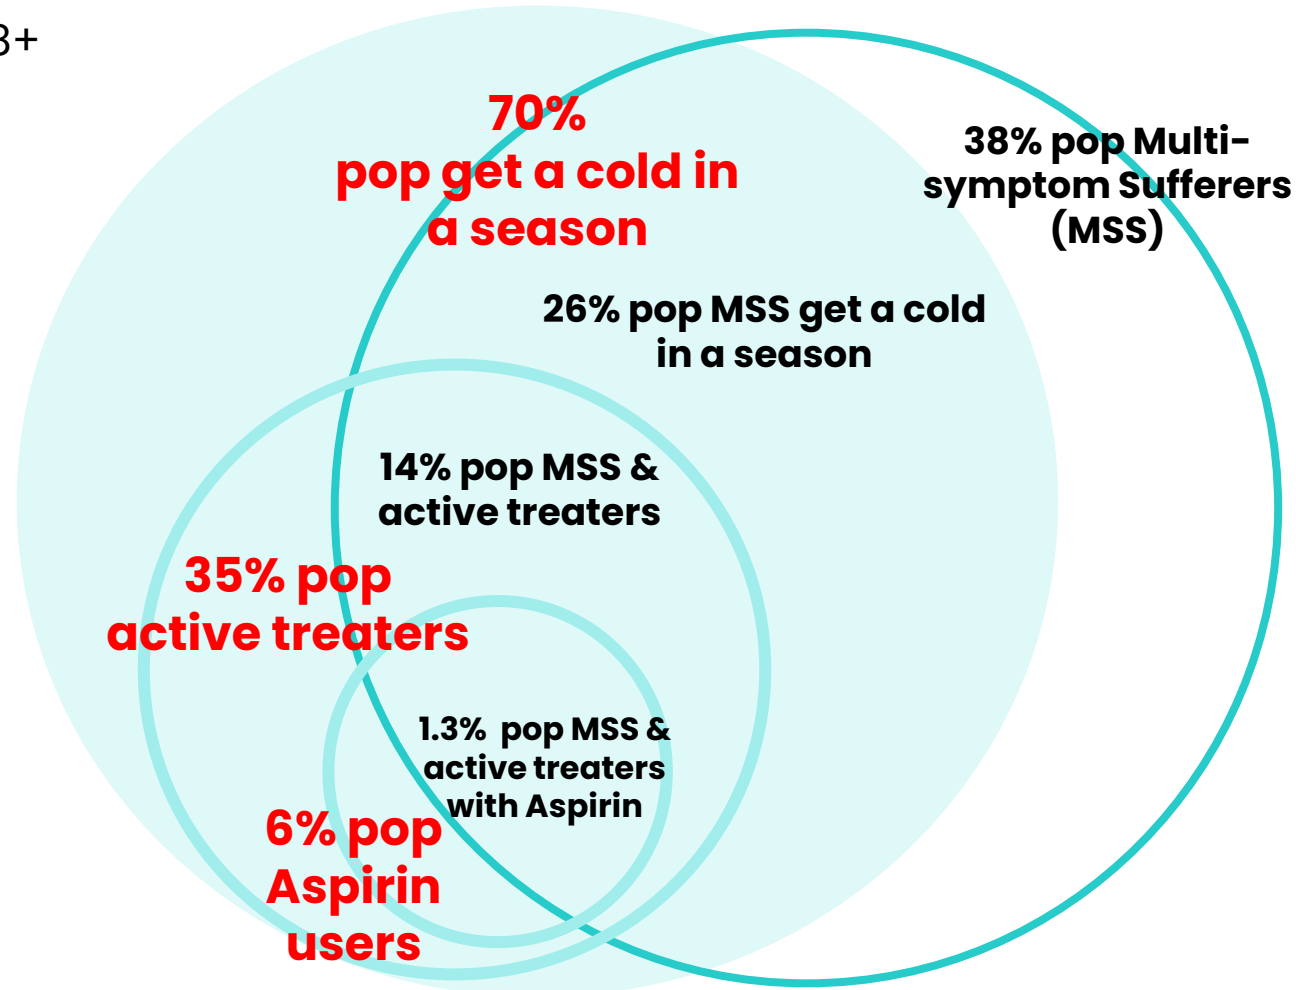 3+
70%
pop get a cold in
a season
38% pop Multi-
symptom Sufferers
(MSS)
26% pop MSS get a cold
in a season
14% pop MSS &
active treaters
35% pop
active treaters
1.3% pop MSS &
active treaters
with Aspirin
6% pop
Aspirin
users